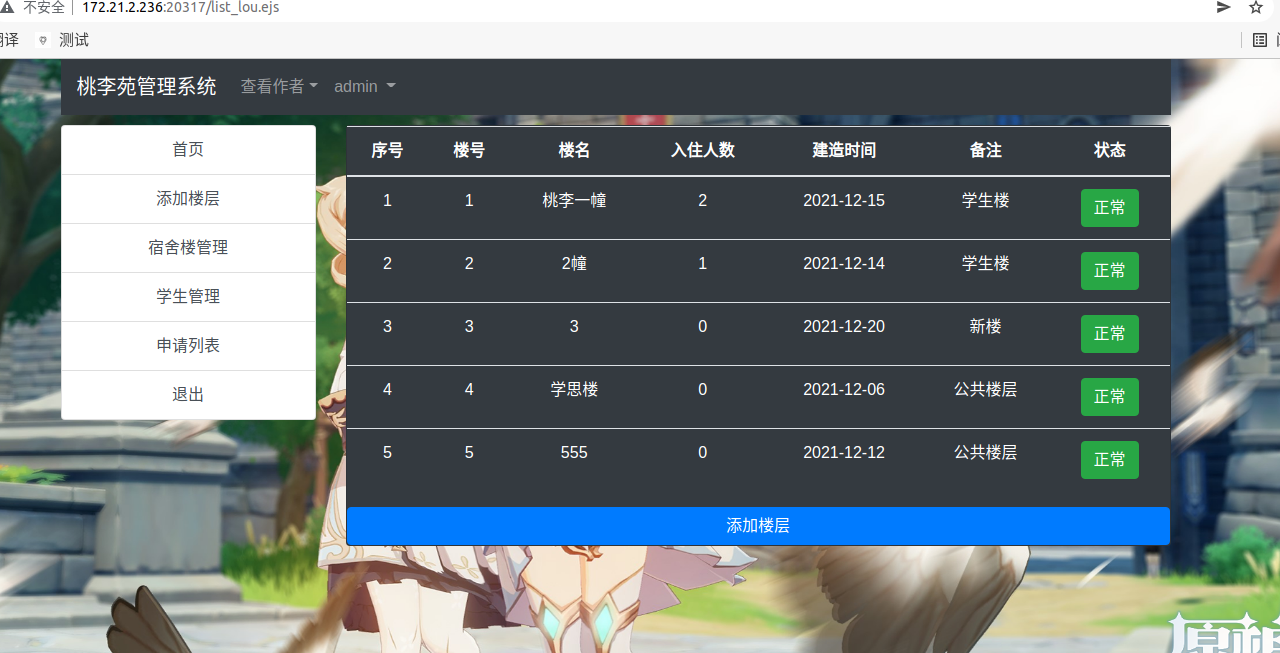 不安全 172.21.2.236:20317/list_lou.ejs
测试
桃李苑管理系统 查看作者 admin
首页
添加楼层
宿舍楼管理
学生管理
申请列表
退出
序号 楼号 楼名 入住人数 建造时间 备注 状态
1 1 桃李一幢 2 2021-12-15 学生楼 正常
2 2 2幢 1 2021-12-14 学生楼 正常
3 3 3 0 2021-12-20 新楼 正常
4 4 学思楼 0 2021-12-06 公共楼层 正常
5 5 555 0 2021-12-12 公共楼层 正常
添加楼层
原神